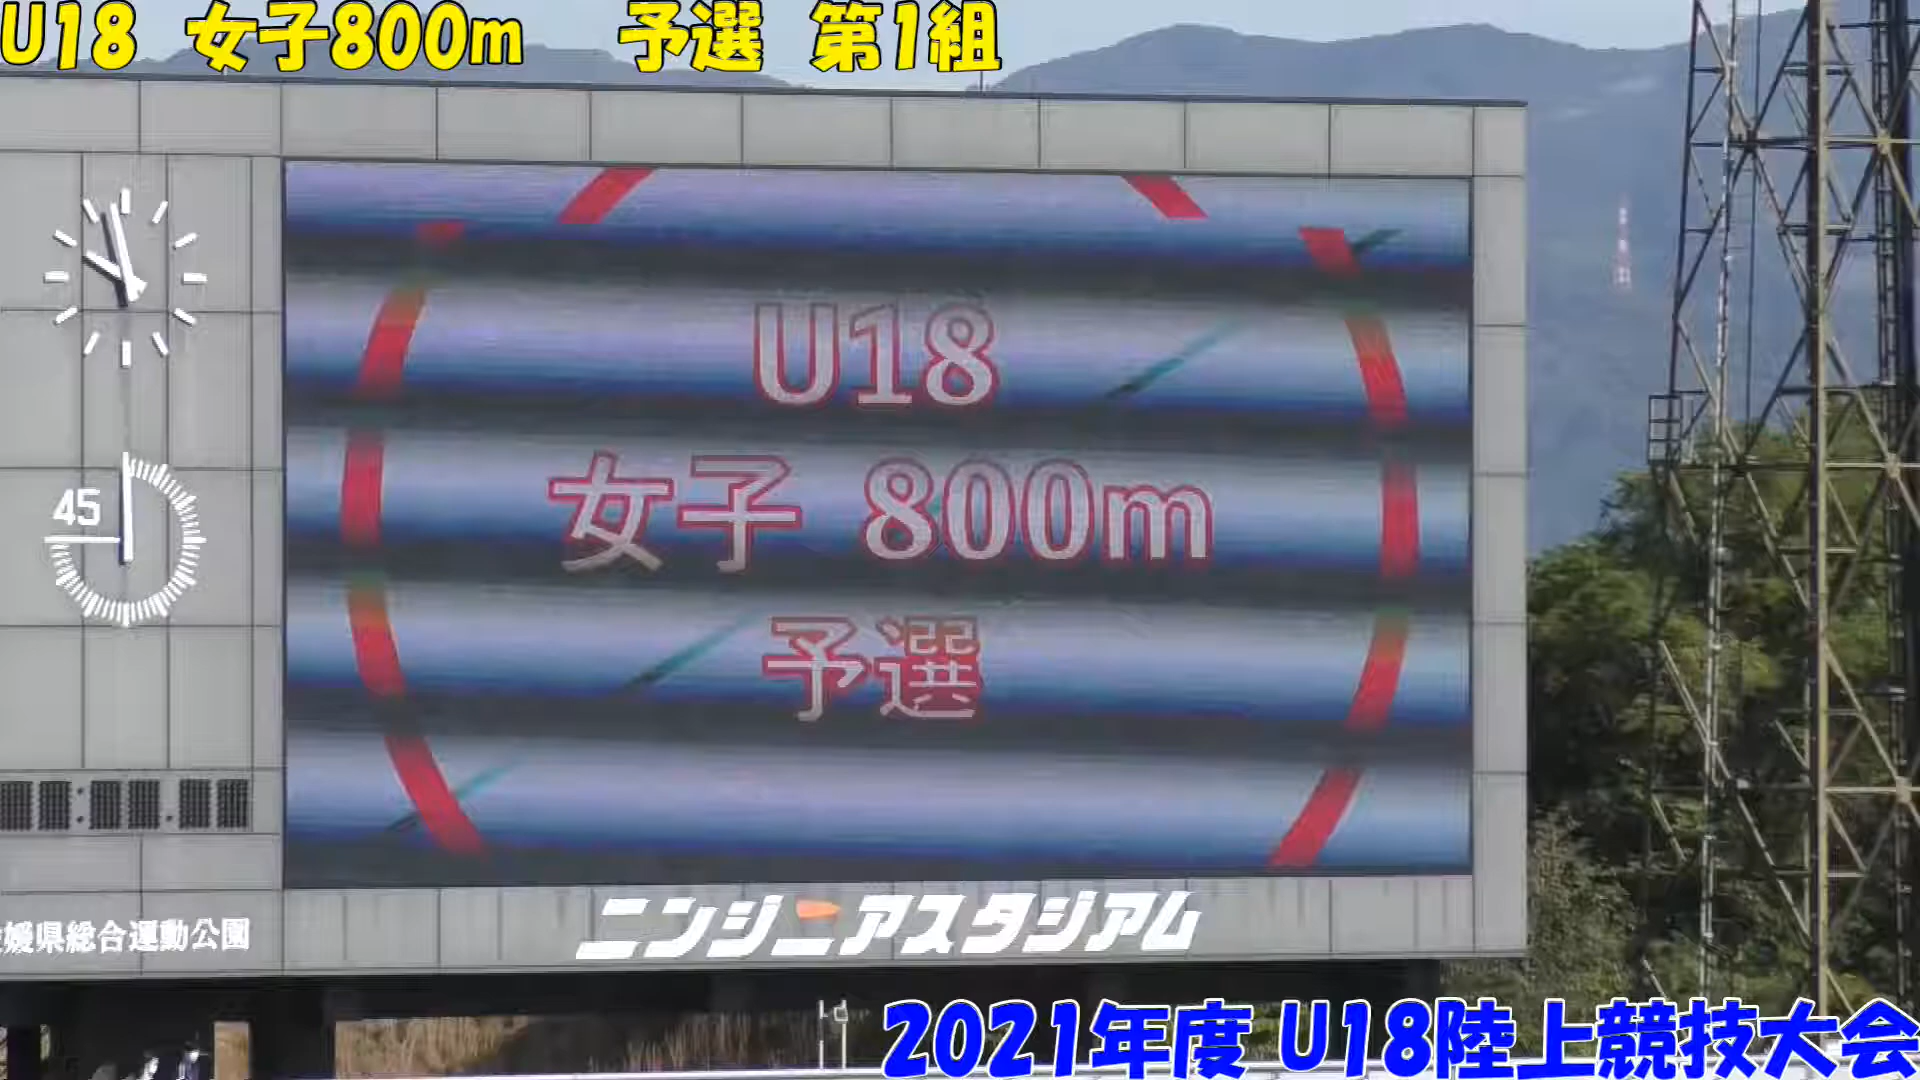 U18 女子800m 予選 第1組
U18
女子 800m
予選
45
媛県総合運動公園
ニンジニアスタジアム
2021年度 U18陸上競技大会